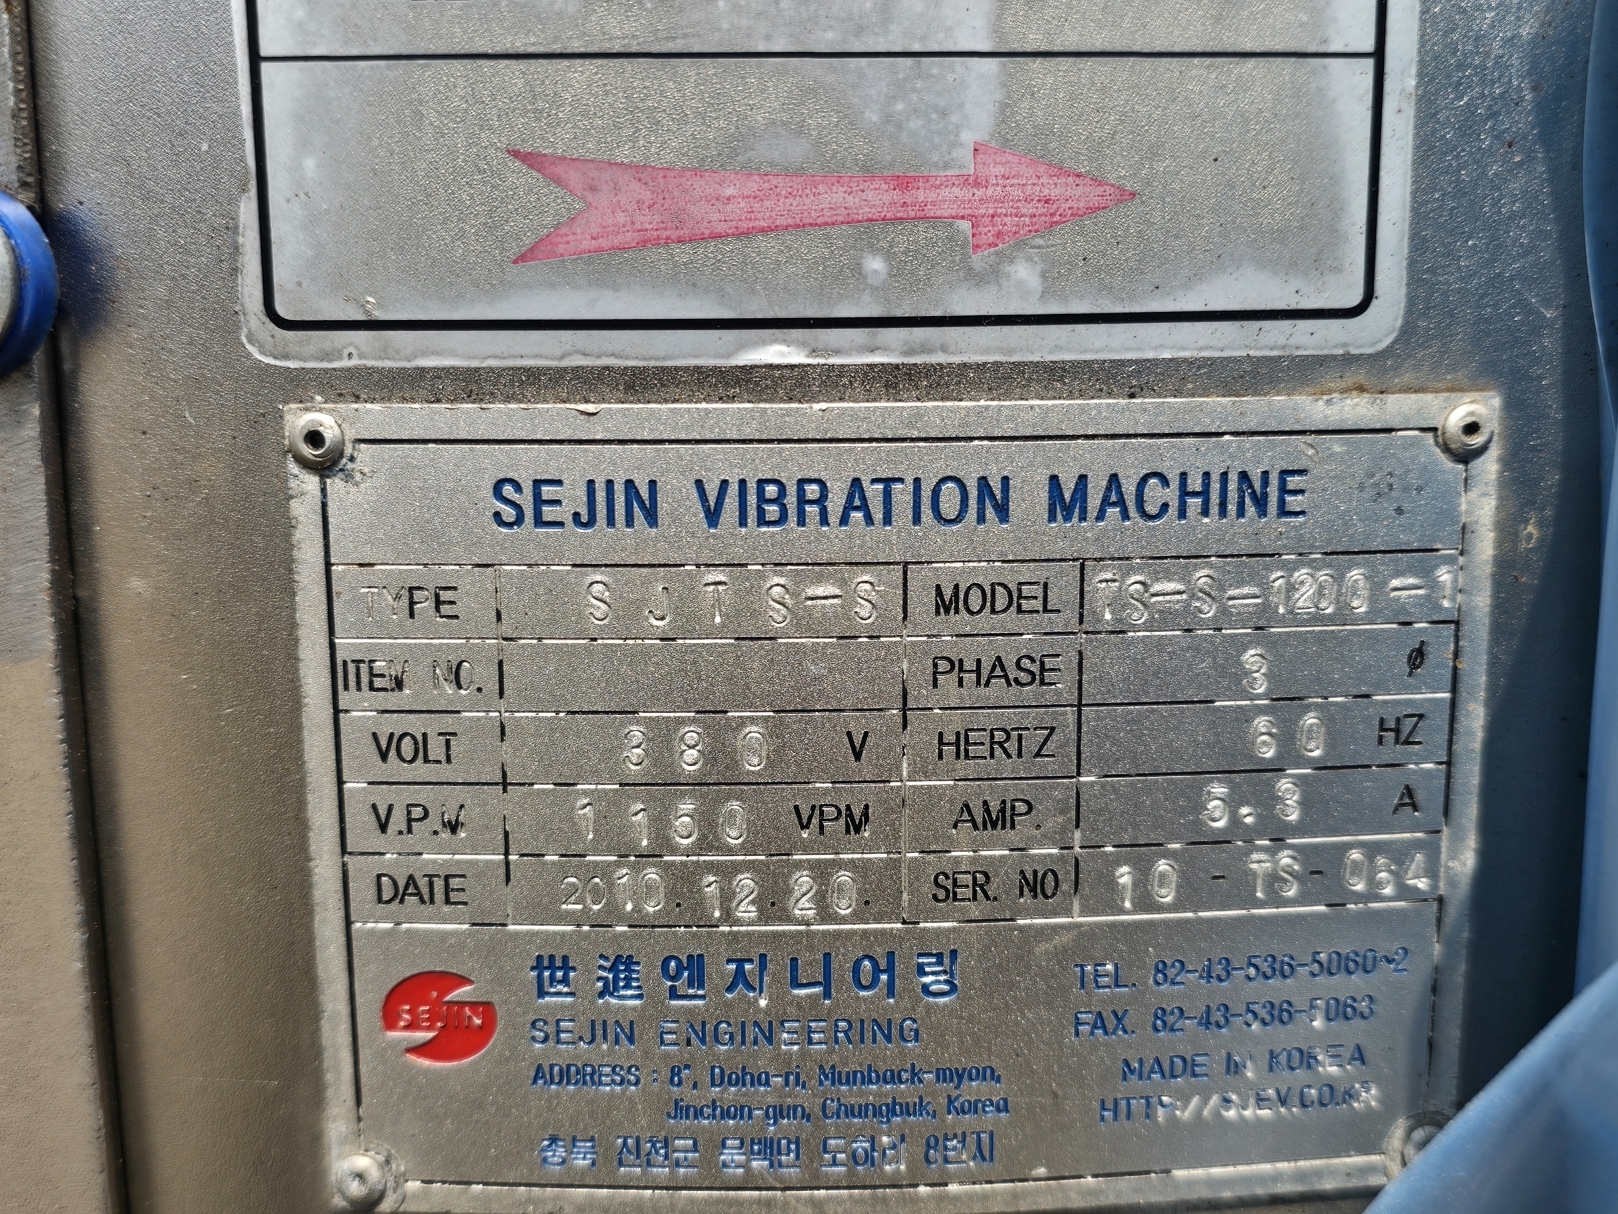 SEJIN VIBRATION MACHINE
TYPE SJTS-S MODEL TS-S-1200-1
ITEM NO. PHASE 3 ø
VOLT 380 V HERTZ 60 HZ
V.P.M 1150 VPM AMP. 5.3 A
DATE 2010.12.20. SER. NO 10-TS-064
SEJIN
世進엔지니어링
SEJIN ENGINEERING
ADDRESS : 8", Doha-ri, Munback-myon,
Jinchon-gun, Chungbuk, Korea
충북 진천군 문백면 도하리 8번지
TEL. 82-43-536-5060~2
FAX. 82-43-536-5063
MADE IN KOREA
HTTP://SJEV.CO.KR